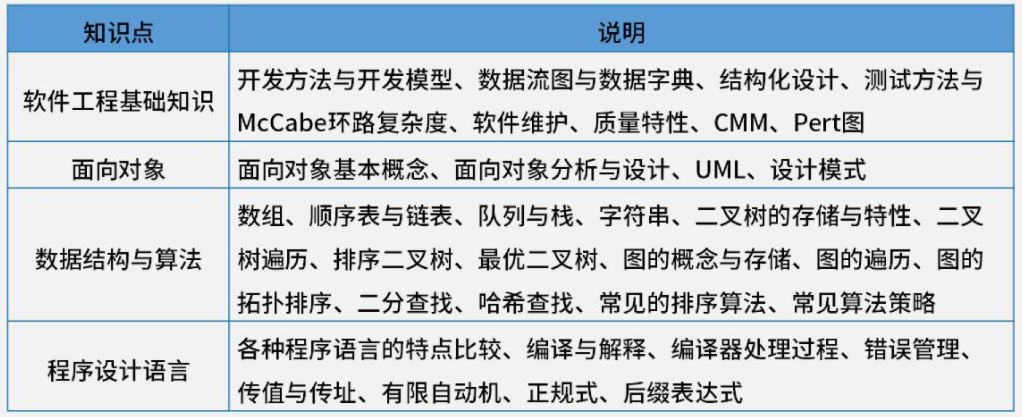 知识点
说明
软件工程基础知识
开发方法与开发模型、数据流图与数据字典、结构化设计、测试方法与
McCabe环路复杂度、软件维护、质量特性、CMM、Pert图
面向对象
面向对象基本概念、面向对象分析与设计、UML、设计模式
数据结构与算法
数组、顺序表与链表、队列与栈、字符串、二叉树的存储与特性、二叉
树遍历、排序二叉树、最优二叉树、图的概念与存储、图的遍历、图的
拓扑排序、二分查找、哈希查找、常见的排序算法、常见算法策略
程序设计语言
各种程序语言的特点比较、编译与解释、编译器处理过程、错误管理、
传值与传址、有限自动机、正规式、后缀表达式